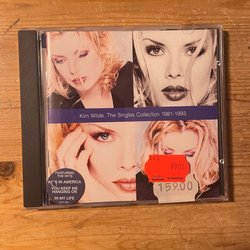 Kim Wilde. The Singles Collection 1981-1993.
FEATURING
THE HITS
IN AMERICA
YOU KEEP ME
HANGING ON
IN MY LIFE
159.00